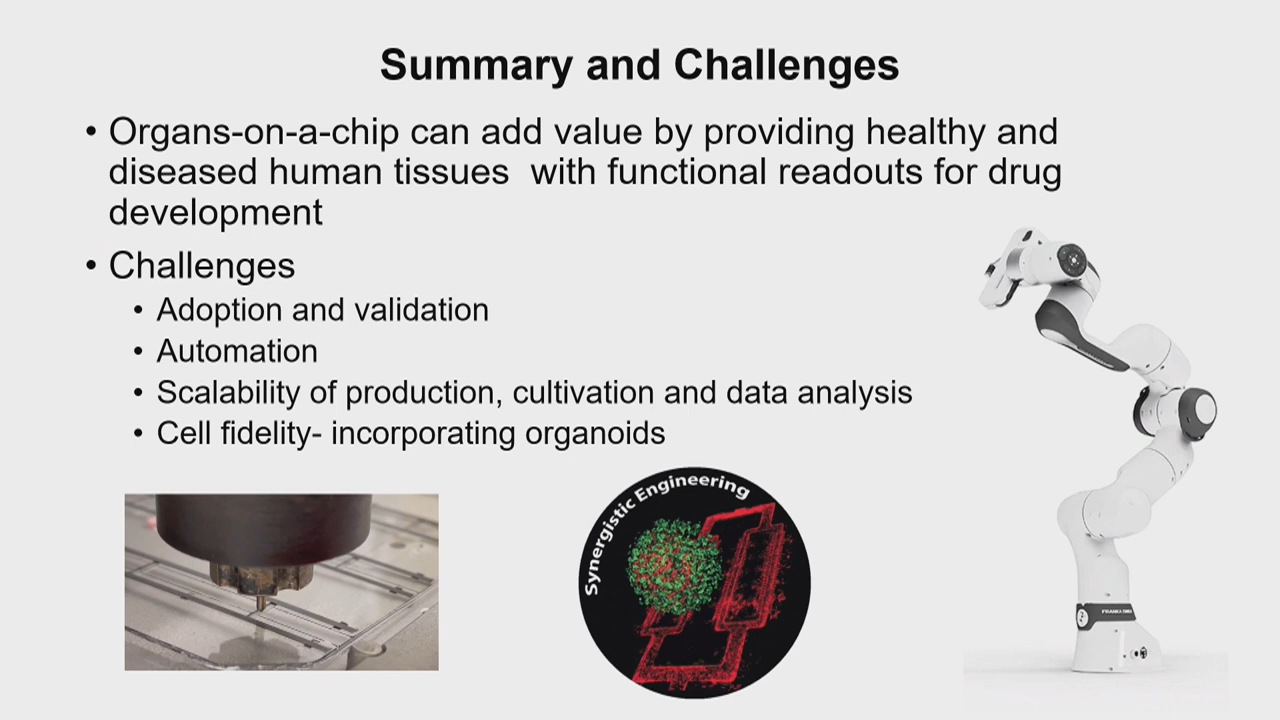 Summary and Challenges
• Organs-on-a-chip can add value by providing healthy and
diseased human tissues  with functional readouts for drug
development
• Challenges
• Adoption and validation
• Automation
• Scalability of production, cultivation and data analysis
• Cell fidelity- incorporating organoids
Synergistic Engineering